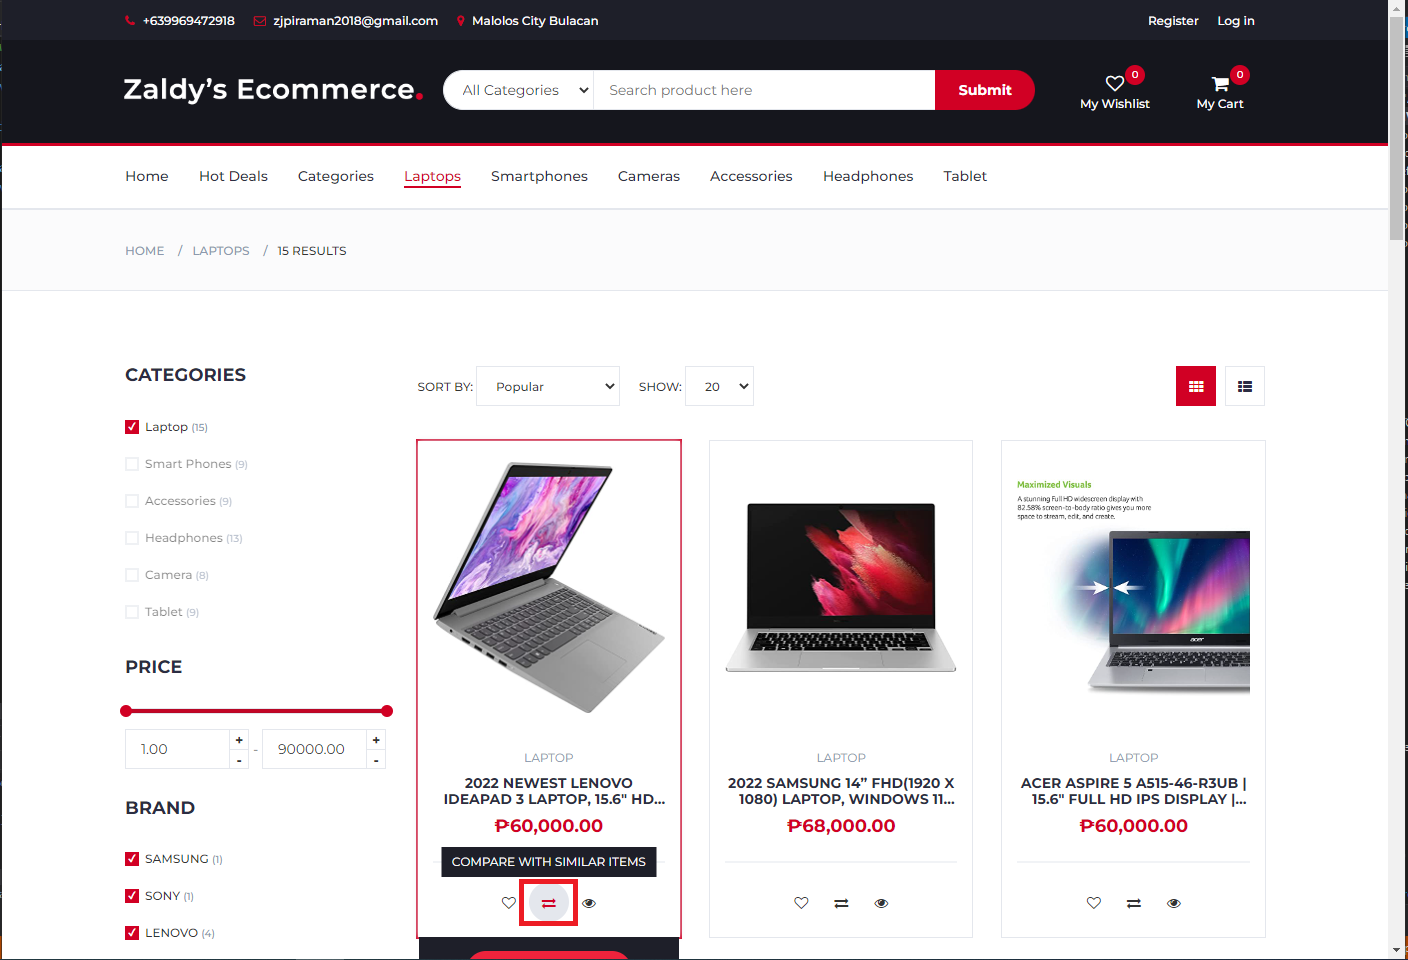 +639969472918 zjpiraman2018@gmail.com Malolos City Bulacan Register Log in
Zaldy's Ecommerce. All Categories Search product here Submit 0 My Wishlist 0 My Cart
Home Hot Deals Categories Laptops Smartphones Cameras Accessories Headphones Tablet
HOME / LAPTOPS / 15 RESULTS
CATEGORIES
Laptop (15)
Smart Phones (9)
Accessories (9)
Headphones (13)
Camera (8)
Tablet (9)
PRICE
1.00 + - - 90000.00 + -
BRAND
SAMSUNG (1)
SONY (1)
LENOVO (4)
SORT BY: Popular SHOW: 20
LAPTOP
2022 NEWEST LENOVO
IDEAPAD 3 LAPTOP, 15.6" HD...
₱60,000.00
COMPARE WITH SIMILAR ITEMS
LAPTOP
2022 SAMSUNG 14” FHD(1920 X
1080) LAPTOP, WINDOWS 11...
₱68,000.00
Maximized Visuals
A stunning Full HD widescreen display with
82.58% screen-to-body ratio gives you more
space to stream, edit, and create.
acer
LAPTOP
ACER ASPIRE 5 A515-46-R3UB |
15.6" FULL HD IPS DISPLAY |...
₱60,000.00